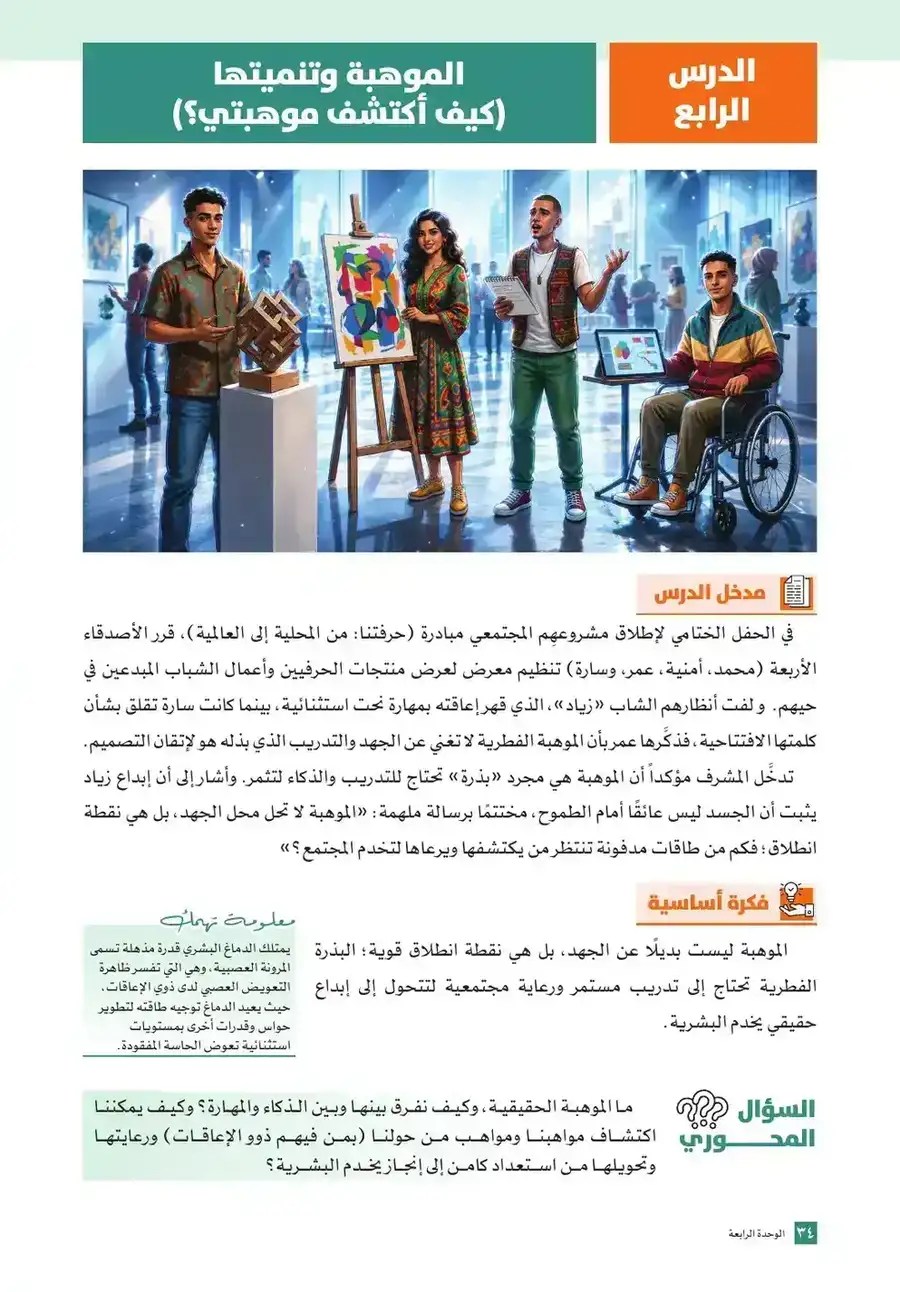 الدرس
الرابع
الموهبة وتنميتها
(كيف أكتشف موهبتي؟)
مدخل الدرس
في الحفل الختامي لإطلاق مشروعهم المجتمعي مبادرة (حرفتنا: من المحلية إلى العالمية)، قرر الأصدقاء
الأربعة (محمد، أمنية، عمر، وسارة) تنظيم معرض لعرض منتجات الحرفيين وأعمال الشباب المبدعين في
حيهم. ولفت أنظارهم الشاب «زياد»، الذي قهر إعاقته بمهارة نحت استثنائية، بينما كانت سارة تقلق بشأن
كلمتها الافتتاحية، فذكَّرها عمر بأن الموهبة الفطرية لا تغني عن الجهد والتدريب الذي بذله هو لإتقان التصميم.
تدخَّل المشرف مؤكداً أن الموهبة هي مجرد «بذرة» تحتاج للتدريب والذكاء لتثمر. وأشار إلى أن إبداع زياد
يثبت أن الجسد ليس عائقًا أمام الطموح، مختتمًا برسالة ملهمة: «الموهبة لا تحل محل الجهد، بل هي نقطة
انطلاق؛ فكم من طاقات مدفونة تنتظر من يكتشفها ويرعاها لتخدم المجتمع؟»
فكرة أساسية
الموهبة ليست بديلًا عن الجهد، بل هي نقطة انطلاق قوية؛ البذرة
الفطرية تحتاج إلى تدريب مستمر ورعاية مجتمعية لتتحول إلى إبداع
حقيقي يخدم البشرية.
معلومة تهمك
يمتلك الدماغ البشري قدرة مذهلة تسمى
المرونة العصبية، وهي التي تفسر ظاهرة
التعويض العصبي لدى ذوي الإعاقات،
حيث يعيد الدماغ توجيه طاقته لتطوير
حواس وقدرات أخرى بمستويات
استثنائية تعوض الحاسة المفقودة.
السؤال
المحــــوري
ما الموهبة الحقيقية، وكيف نفرق بينها وبين الذكاء والمهارة؟ وكيف يمكننا
اكتشاف مواهبنا ومواهب من حولنا (بمن فيهم ذوو الإعاقات) ورعايتها
وتحويلها من استعداد كامن إلى إنجاز يخدم البشرية؟
٣٤ الوحدة الرابعة